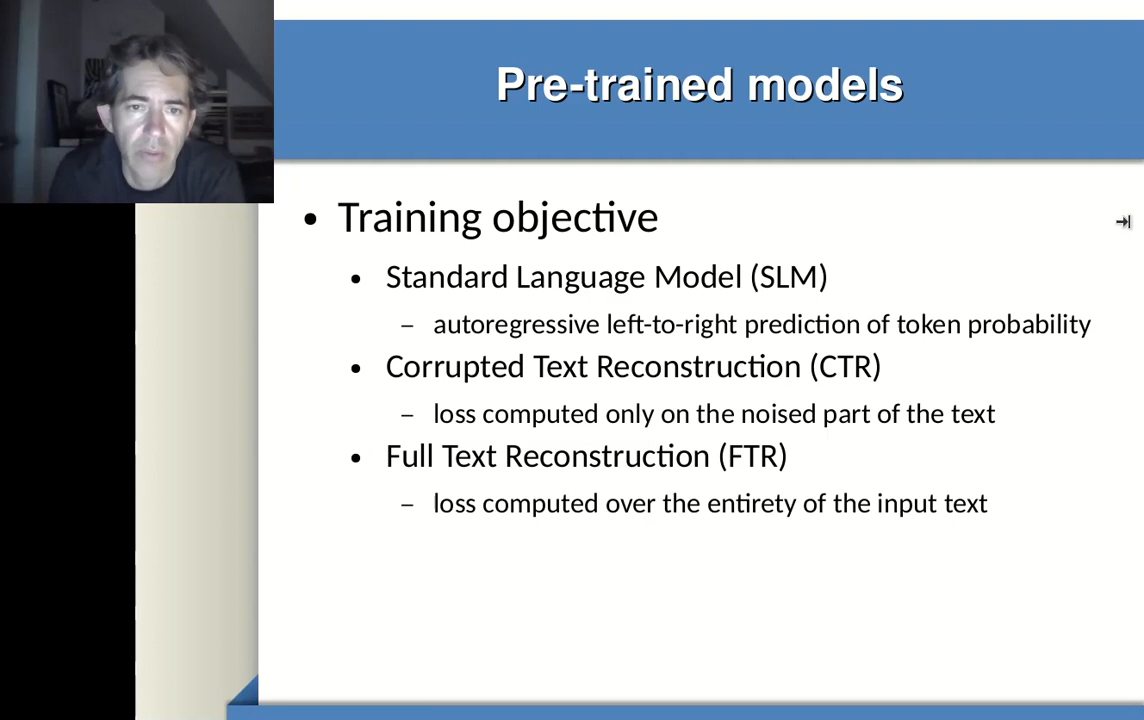 Pre-trained models
• Training objective
• Standard Language Model (SLM)
– autoregressive left-to-right prediction of token probability
• Corrupted Text Reconstruction (CTR)
– loss computed only on the noised part of the text
• Full Text Reconstruction (FTR)
– loss computed over the entirety of the input text